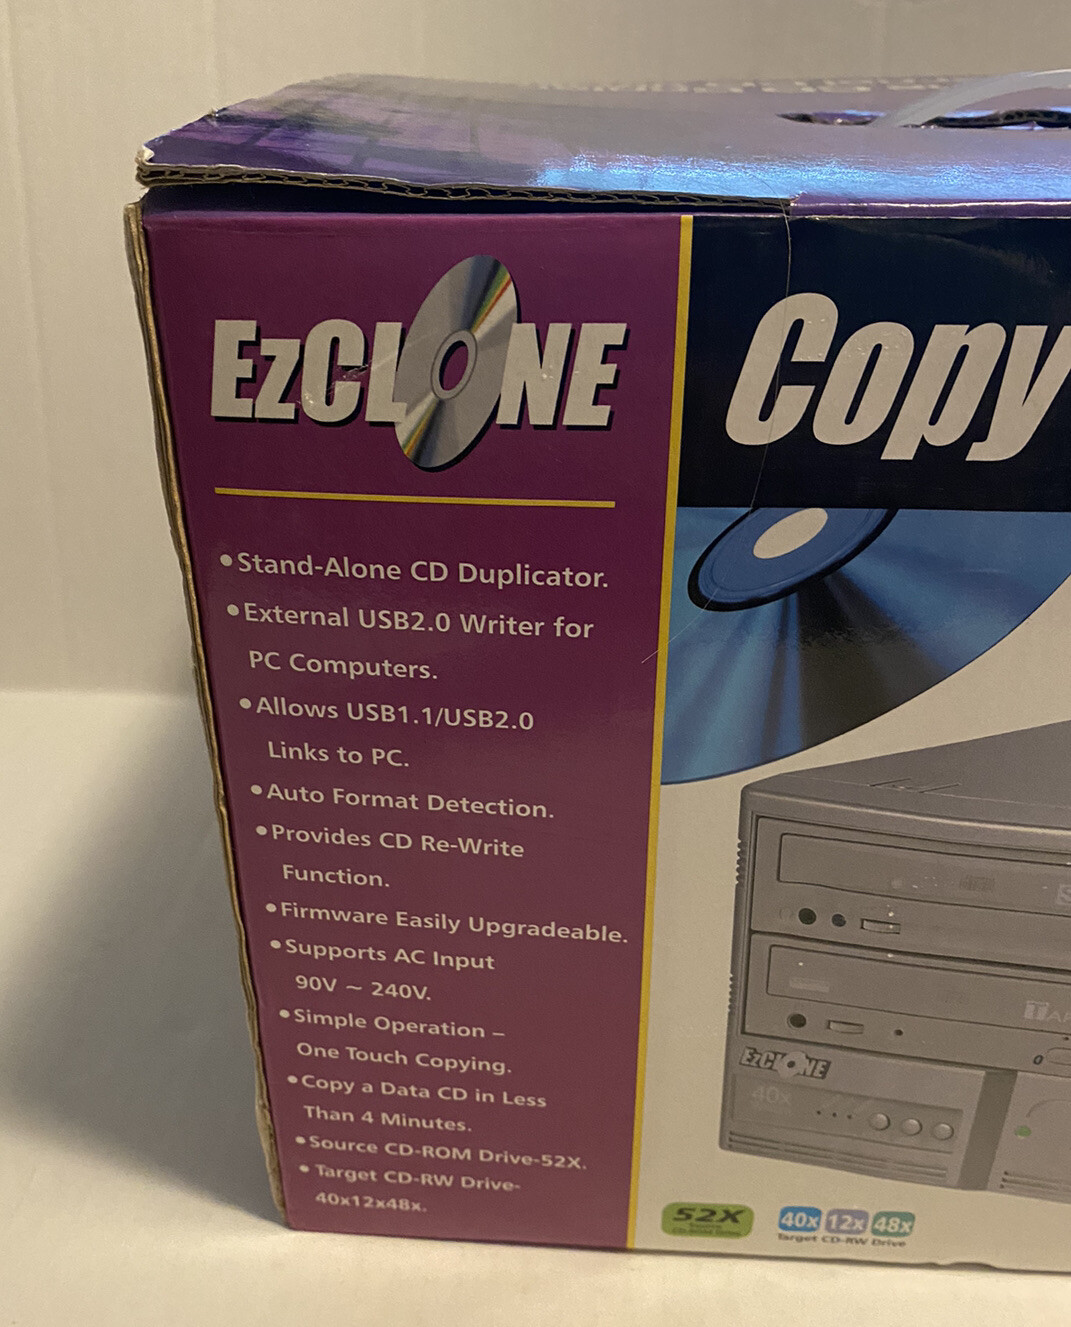 EzCLONE
Copy
•Stand-Alone CD Duplicator.
•External USB2.0 Writer for
PC Computers.
•Allows USB1.1/USB2.0
Links to PC.
•Auto Format Detection.
•Provides CD Re-Write
Function.
•Firmware Easily Upgradeable.
•Supports AC Input
90V ~ 240V.
•Simple Operation –
One Touch Copying.
•Copy a Data CD in Less
Than 4 Minutes.
•Source CD-ROM Drive-52X.
•Target CD-RW Drive-
40x12x48x.
EzCLONE
40x
52X
40x 12x 48x
Target CD-RW Drive